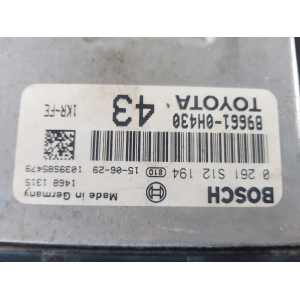 BOSCH
0 261 S12 194
89661-0H430
TOYOTA
43
1KR-FE
810
15-06-29
1039S85479
Made in Germany
1468 1315